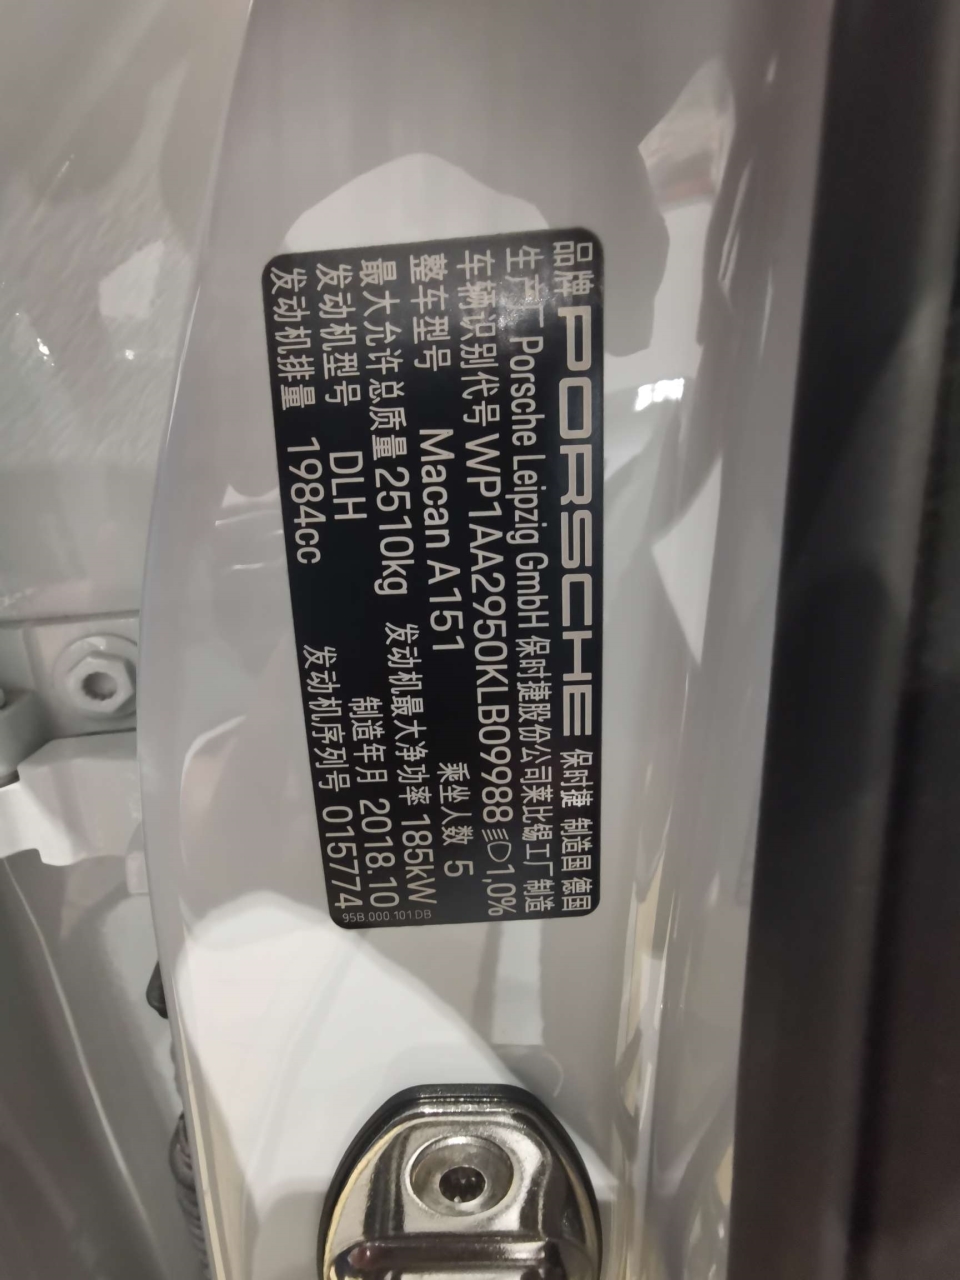 品牌 PORSCHE 保时捷 制造国 德国
生产厂 Porsche Leipzig GmbH 保时捷股份公司莱比锡工厂 制造
车辆识别代号 WP1AA2950KLB09988 1,0%
整车型号 Macan A151 乘坐人数 5
最大允许总质量 2510kg 发动机最大净功率 185kW
发动机型号 DLH 制造年月 2018.10
发动机排量 1984cc 发动机序列号 015774
95B.000.101 DB